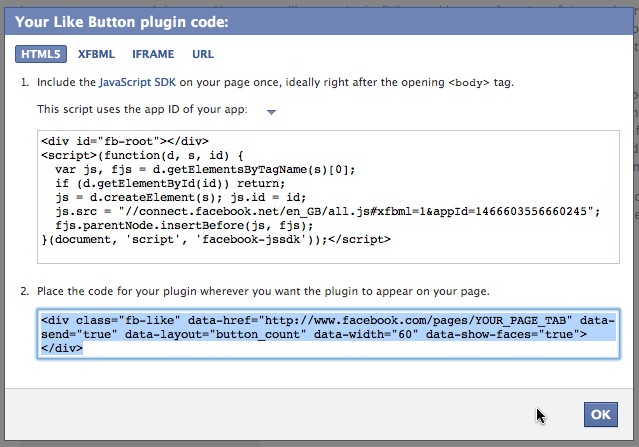 Your Like Button plugin code:
HTML5 XFBML IFRAME URL
1. Include the JavaScript SDK on your page once, ideally right after the opening <body> tag.
This script uses the app ID of your app:
<div id="fb-root"></div>
<script>(function(d, s, id) {
var js, fjs = d.getElementsByTagName(s)[0];
if (d.getElementById(id)) return;
js = d.createElement(s); js.id = id;
js.src = "//connect.facebook.net/en_GB/all.js#xfbml=1&appId=1466603556660245";
fjs.parentNode.insertBefore(js, fjs);
}(document, 'script', 'facebook-jssdk'));</script>
2. Place the code for your plugin wherever you want the plugin to appear on your page.
<div class="fb-like" data-href="http://www.facebook.com/pages/YOUR_PAGE_TAB" data-
send="true" data-layout="button_count" data-width="60" data-show-faces="true">
</div>
OK